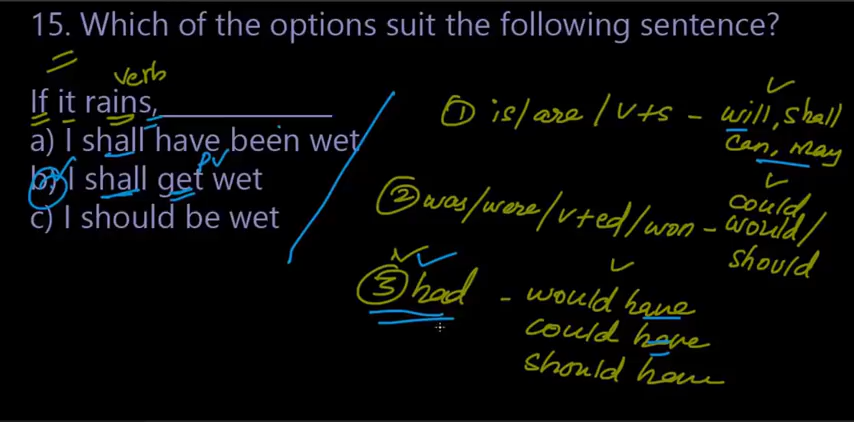 15. Which of the options suit the following sentence?
verb
If it rains,______________
a) I shall have been wet
PV
b) I shall get wet
c) I should be wet
① is/are/v+s - will, shall
can, may
② was/were/v+ed/won - could
would/
should
③ had - would have
could have
should have